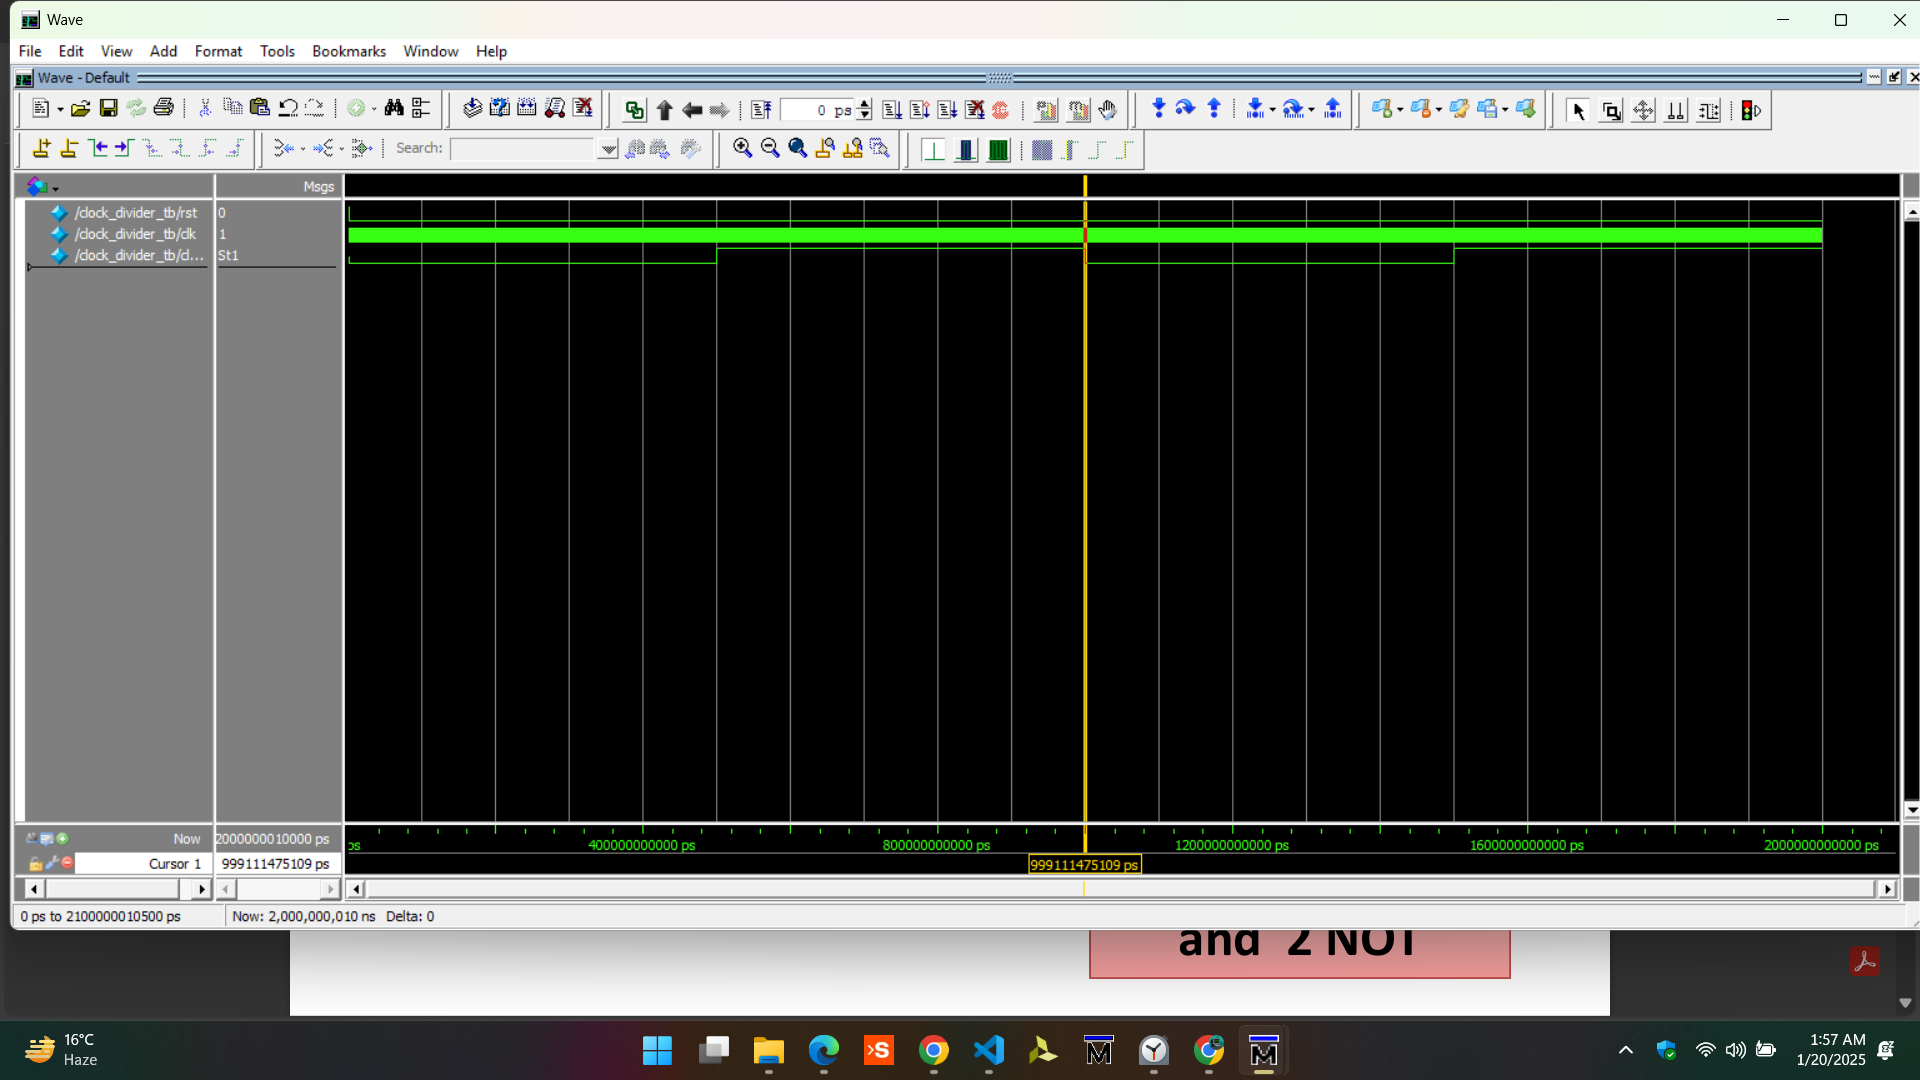 Wave
File Edit View Add Format Tools Bookmarks Window Help
Wave - Default
0 ps
Search:
Msgs
/clock_divider_tb/rst 0
/clock_divider_tb/clk 1
/clock_divider_tb/cl... St1
Now 2000000010000 ps
ps 400000000000 ps 800000000000 ps 1200000000000 ps 1600000000000 ps 2000000000000 ps
Cursor 1 999111475109 ps 999111475109 ps
0 ps to 2100000010500 ps Now: 2,000,000,010 ns Delta: 0
and 2 NOT
16°C
Haze
1:57 AM
1/20/2025